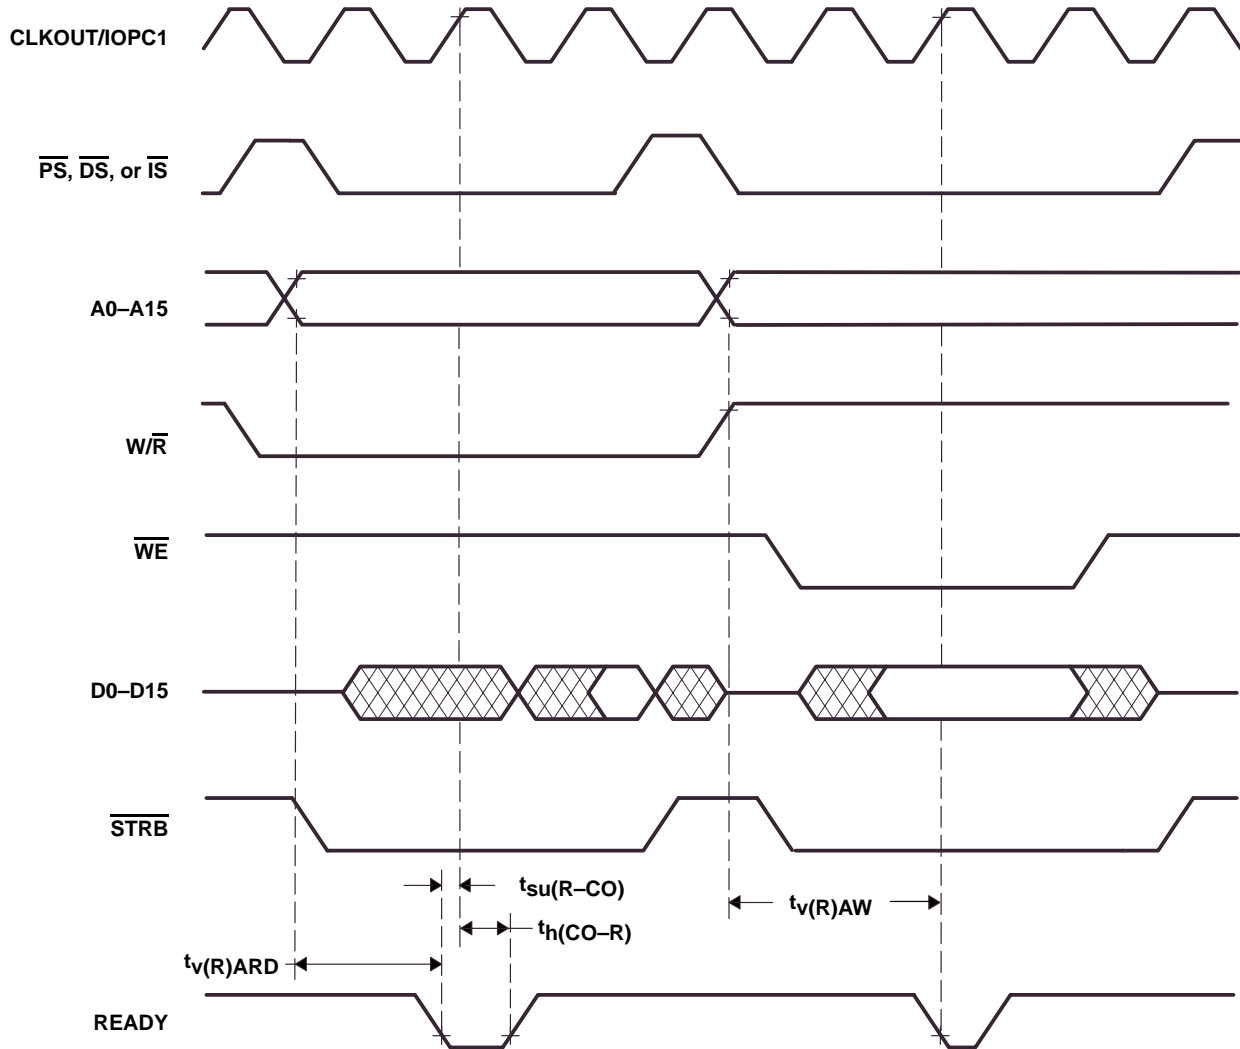 CLKOUT/IOPC1
PS, DS, or IS
A0–A15
W/R
WE
D0–D15
STRB
tsu(R–CO)
tv(R)AW
th(CO–R)
tv(R)ARD
READY